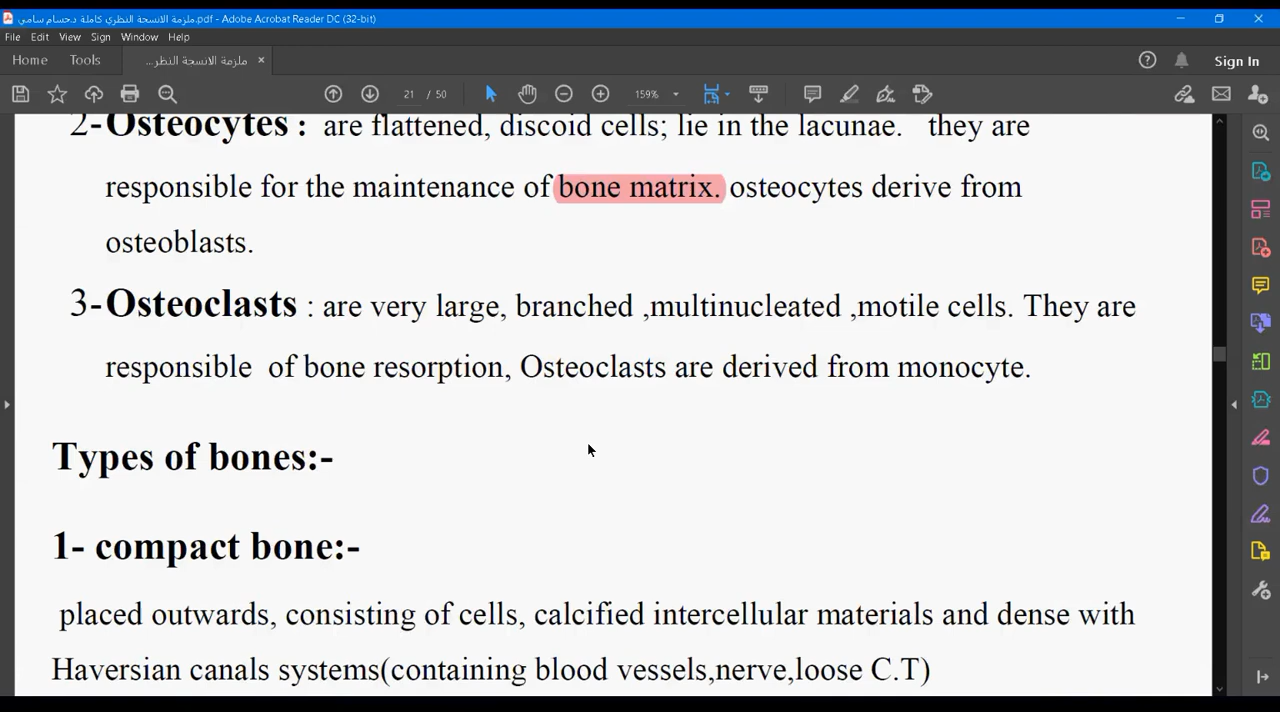 ملزمة الانسجة النظري كاملة د.حسام سامي.pdf - Adobe Acrobat Reader DC (32-bit)
File Edit View Sign Window Help
Home Tools ملزمة الانسجة النظر... × Sign In
21 / 50 159%
2-Osteocytes : are flattened, discoid cells; lie in the lacunae. they are
responsible for the maintenance of bone matrix. osteocytes derive from
osteoblasts.
3-Osteoclasts : are very large, branched ,multinucleated ,motile cells. They are
responsible of bone resorption, Osteoclasts are derived from monocyte.
Types of bones:-
1- compact bone:-
placed outwards, consisting of cells, calcified intercellular materials and dense with
Haversian canals systems(containing blood vessels,nerve,loose C.T)